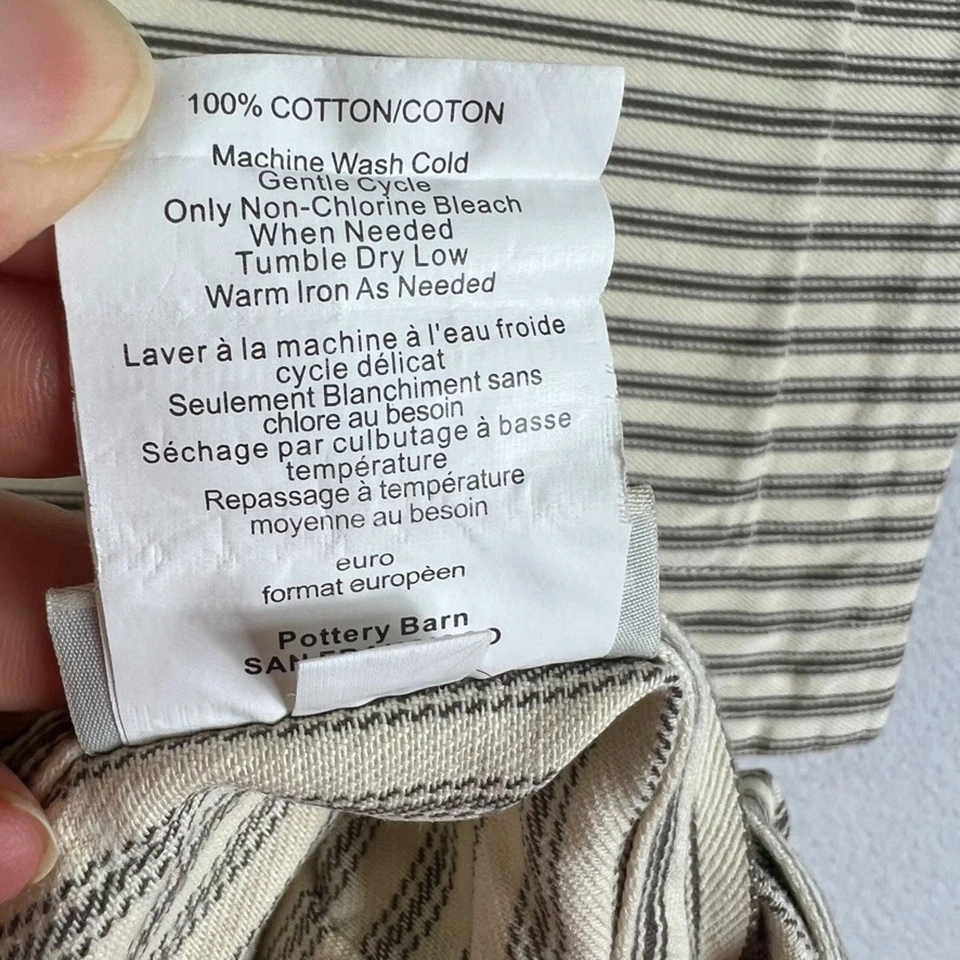 100% COTTON/COTON
Machine Wash Cold
Gentle Cycle
Only Non-Chlorine Bleach
When Needed
Tumble Dry Low
Warm Iron As Needed
Laver à la machine à l'eau froide
cycle délicat
Seulement Blanchiment sans
chlore au besoin
Séchage par culbutage à basse
température
Repassage à température
moyenne au besoin
euro
format europèen
Pottery Barn
SAN